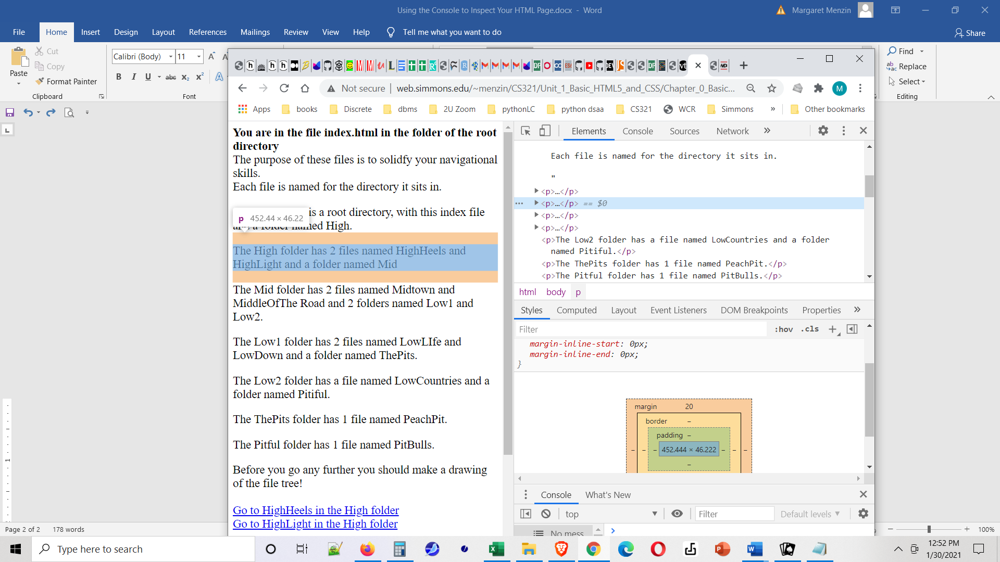 Using the Console to Inspect Your HTML Page.docx - Word
Margaret Menzin
File Home Insert Design Layout References Mailings Review View Help Tell me what you want to do
Share
Paste
Cut
Copy
Format Painter
Clipboard
Calibri (Body) 11
B I U abc x₂ x² A
Font
Find
Replace
Select
Editing
Not secure | web.simmons.edu/~menzin/CS321/Unit_1_Basic_HTML5_and_CSS/Chapter_0_Basic...
M
Apps books Discrete dbms 2U Zoom pythonLC python dsaa CS321 WCR Simmons » Other bookmarks
You are in the file index.html in the folder of the root
directory
The purpose of these files is to solidfy your navigational
skills.
Each file is named for the directory it sits in.
is a root directory, with this index file
and a folder named High.
p 452.44 × 46.22
The High folder has 2 files named HighHeels and
HighLight and a folder named Mid
The Mid folder has 2 files named Midtown and
MiddleOfThe Road and 2 folders named Low1 and
Low2.
The Low1 folder has 2 files named LowLIfe and
LowDown and a folder named ThePits.
The Low2 folder has a file named LowCountries and a
folder named Pitiful.
The ThePits folder has 1 file named PeachPit.
The Pitful folder has 1 file named PitBulls.
Before you go any further you should make a drawing
of the file tree!
Go to HighHeels in the High folder
Go to HighLight in the High folder
Elements Console Sources Network »
Each file is named for the directory it sits in.
"
<p>…</p>
<p>…</p> == $0
<p>…</p>
<p>…</p>
<p>The Low2 folder has a file named LowCountries and a folder
named Pitiful.</p>
<p>The ThePits folder has 1 file named PeachPit.</p>
<p>The Pitful folder has 1 file named PitBulls.</p>
html body p
Styles Computed Layout Event Listeners DOM Breakpoints Properties »
Filter :hov .cls +
margin-inline-start: 0px;
margin-inline-end: 0px;
}
margin 20
border –
padding –
– – – 452.444 × 46.222 – – –
–
Console What's New
top Filter Default levels
No mess
Page 2 of 2 178 words
100%
Type here to search
12:52 PM
1/30/2021